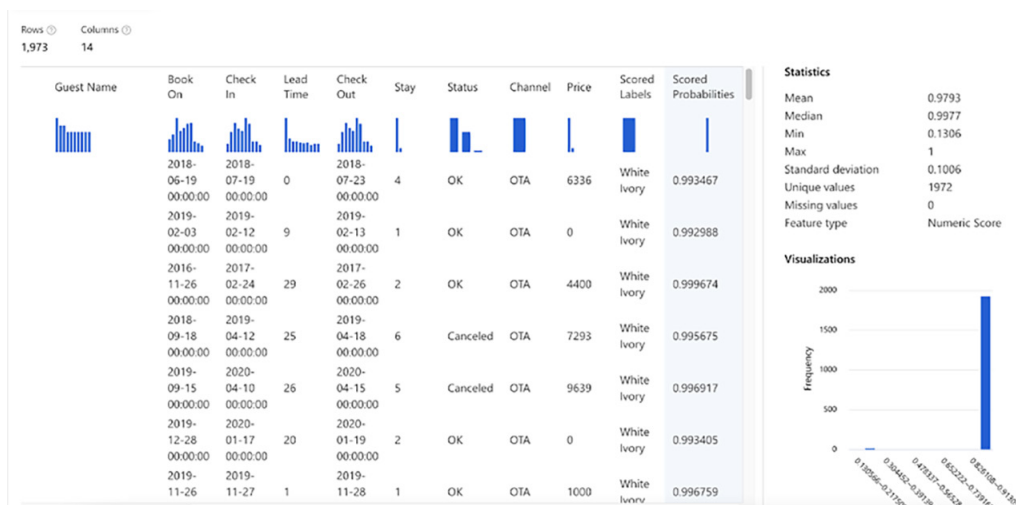 Rows Columns
1,973 14
Guest Name Book On Check In Lead Time Check Out Stay Status Channel Price Scored Labels Scored Probabilities
2018-06-19 00:00:00 2018-07-19 00:00:00 0 2018-07-23 00:00:00 4 OK OTA 6336 White Ivory 0.993467
2019-02-03 00:00:00 2019-02-12 00:00:00 9 2019-02-13 00:00:00 1 OK OTA 0 White Ivory 0.992988
2016-11-26 00:00:00 2017-02-24 00:00:00 29 2017-02-26 00:00:00 2 OK OTA 4400 White Ivory 0.999674
2018-09-18 00:00:00 2019-04-12 00:00:00 25 2019-04-18 00:00:00 6 Canceled OTA 7293 White Ivory 0.995675
2019-09-15 00:00:00 2020-04-10 00:00:00 26 2020-04-15 00:00:00 5 Canceled OTA 9639 White Ivory 0.996917
2019-12-28 00:00:00 2020-01-17 00:00:00 20 2020-01-19 00:00:00 2 OK OTA 0 White Ivory 0.993405
2019-11-26 2019-11-27 1 2019-11-28 1 OK OTA 1000 White Ivory 0.996759
Statistics
Mean 0.9793
Median 0.9977
Min 0.1306
Max 1
Standard deviation 0.1006
Unique values 1972
Missing values 0
Feature type Numeric Score
Visualizations
2000
1500
1000
500
0
Frequency